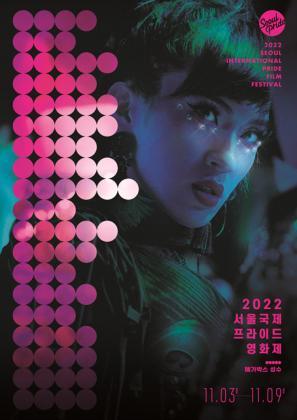 Seoul
Pride
2022
SEOUL
INTERNATIONAL
PRIDE
FILM
FESTIVAL
2022
서울국제
프라이드
영화제
메가박스 성수
11.03—11.09